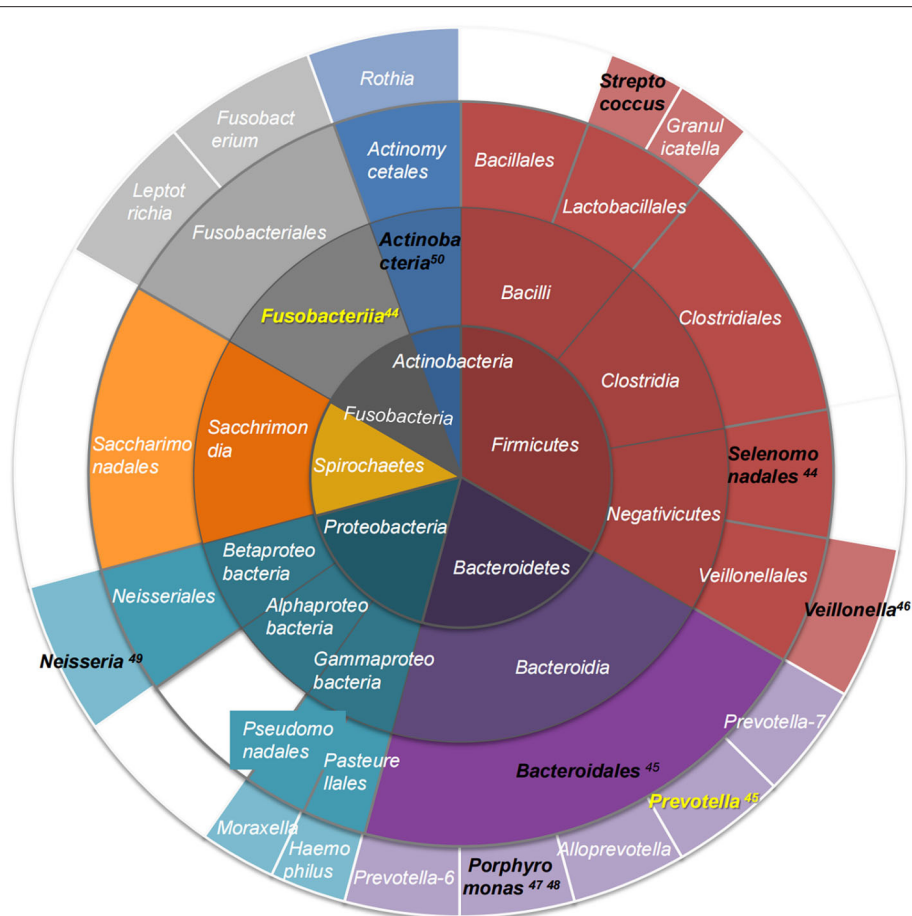 Rothia
Strepto
coccus
Granul
icatella
Fusobact
erium
Leptot
richia
Actinomy
cetales
Bacillales
Lactobacillales
Fusobacteriales
Actinoba
cteria50
Bacilli
Clostridiales
Fusobacteriia44
Actinobacteria
Clostridia
Fusobacteria
Saccharimo
nadales
Sacchrimon
dia
Spirochaetes
Firmicutes
Selenomo
nadales 44
Negativicutes
Proteobacteria
Bacteroidetes
Betaproteo
bacteria
Neisseriales
Alphaproteo
bacteria
Veillonellales
Veillonella46
Neisseria 49
Gammaproteo
bacteria
Bacteroidia
Pseudomo
nadales
Pasteure
llales
Bacteroidales 45
Prevotella-7
Prevotella 45
Moraxella
Haemo
philus
Prevotella-6
Porphyro
monas 47 48
Alloprevotella